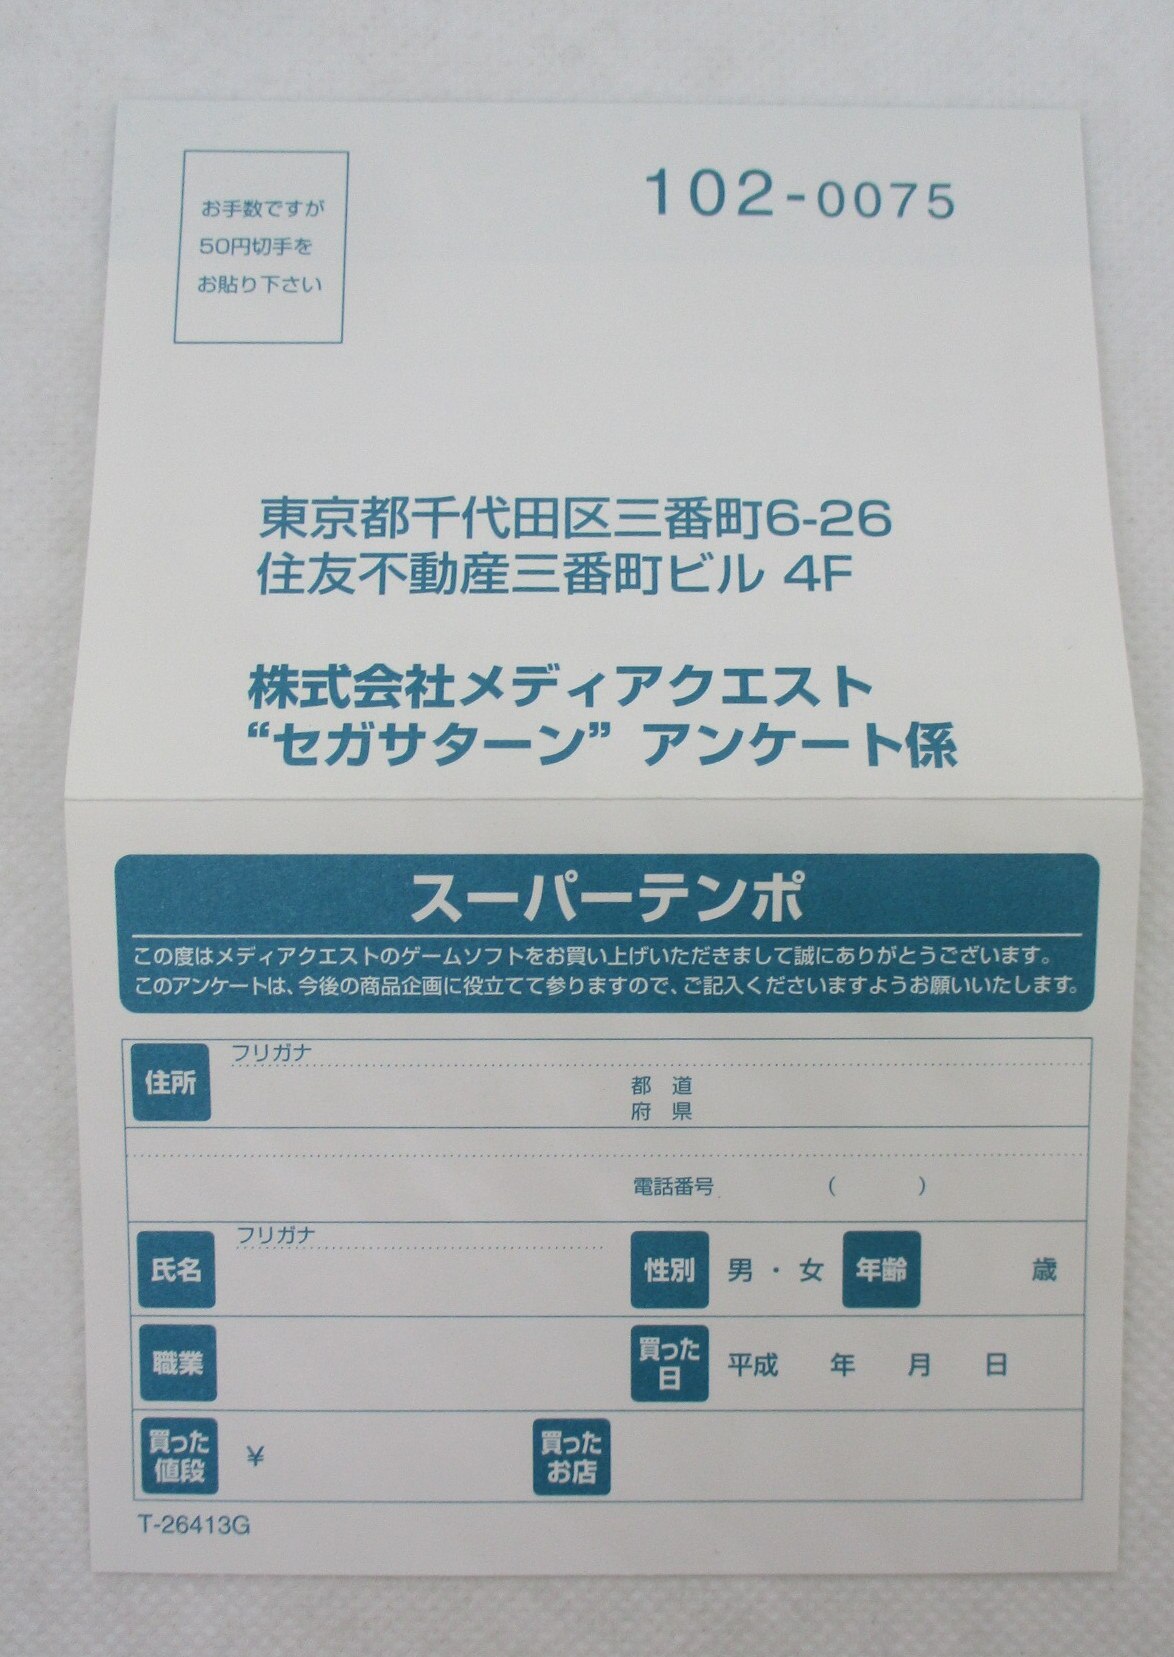 お手数ですが
50円切手を
お貼り下さい
102-0075
東京都千代田区三番町6-26
住友不動産三番町ビル 4F
株式会社メディアクエスト
“セガサターン” アンケート係
スーパーテンポ
この度はメディアクエストのゲームソフトをお買い上げいただきまして誠にありがとうございます。
このアンケートは、今後の商品企画に役立てて参りますので、ご記入くださいますようお願いいたします。
フリガナ
住所
都 道
府 県
電話番号 ( )
フリガナ
氏名 性別 男・女 年齢 歳
職業 買った日 平成 年 月 日
買った値段 ¥ 買ったお店
T-26413G